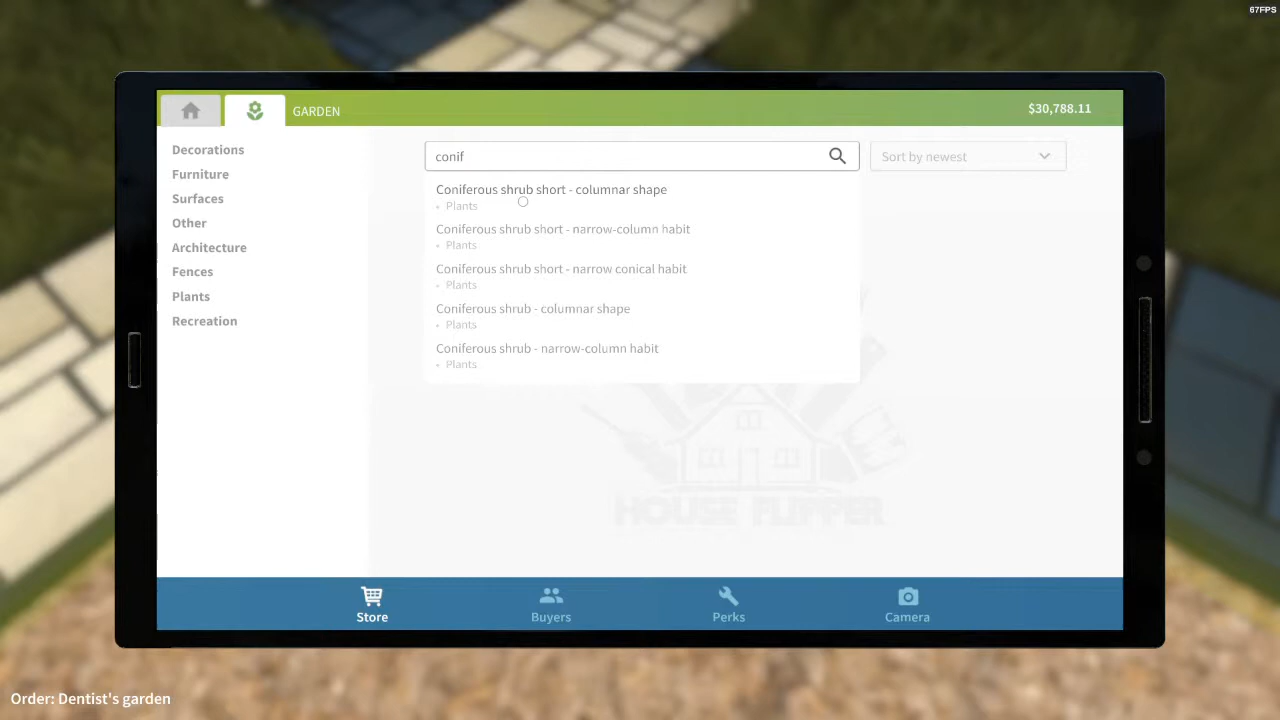 67FPS
GARDEN
$30,788.11
Decorations
Furniture
Surfaces
Other
Architecture
Fences
Plants
Recreation
conif
Sort by newest
Coniferous shrub short - columnar shape
• Plants
Coniferous shrub short - narrow-column habit
• Plants
Coniferous shrub short - narrow conical habit
• Plants
Coniferous shrub - columnar shape
• Plants
Coniferous shrub - narrow-column habit
• Plants
HOUSE FLIPPER
Store
Buyers
Perks
Camera
Order: Dentist's garden